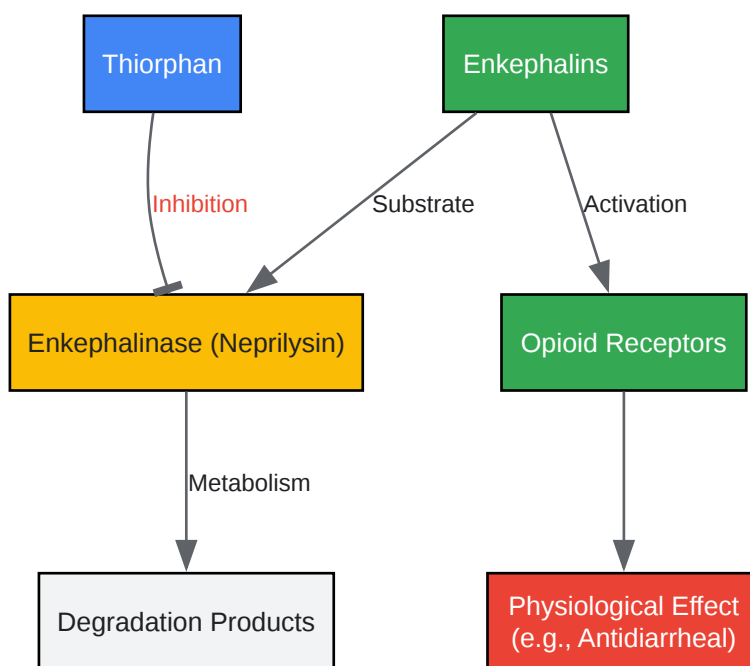 Thiorphan
Enkephalins
Inhibition
Substrate
Activation
Enkephalinase (Neprilysin)
Opioid Receptors
Metabolism
Degradation Products
Physiological Effect
(e.g., Antidiarrheal)